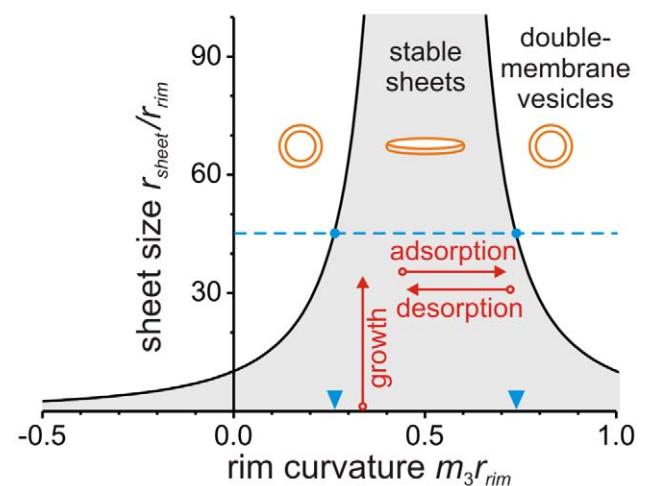 90
60
30
sheet size r_sheet/r_rim
stable
sheets
double-
membrane
vesicles
adsorption
desorption
growth
-0.5
0.0
0.5
1.0
rim curvature m₃r_rim